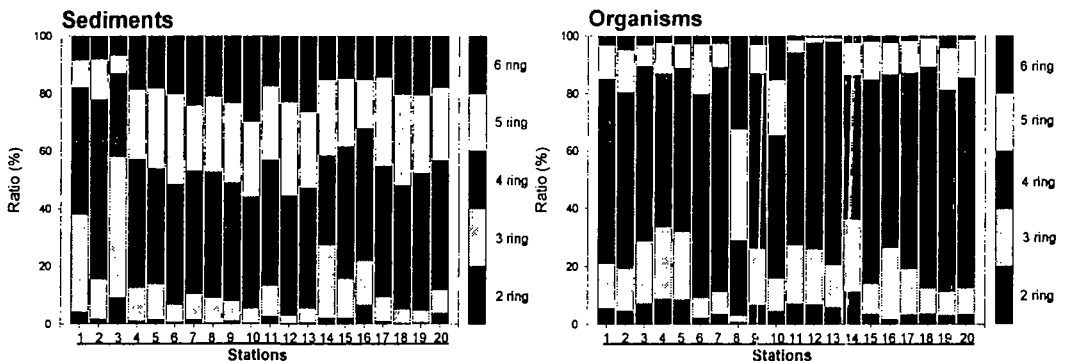 Sediments
Organisms
100
80
60
40
20
0
Ratio (%)
6 ring
5 ring
4 ring
3 ring
2 ring
1 2 3 4 5 6 7 8 9 10 11 12 13 14 15 16 17 18 19 20
Stations
100
80
60
40
20
0
Ratio (%)
6 ring
5 ring
4 ring
3 ring
2 ring
1 2 3 4 5 6 7 8 9 10 11 12 13 14 15 16 17 18 19 20
Stations